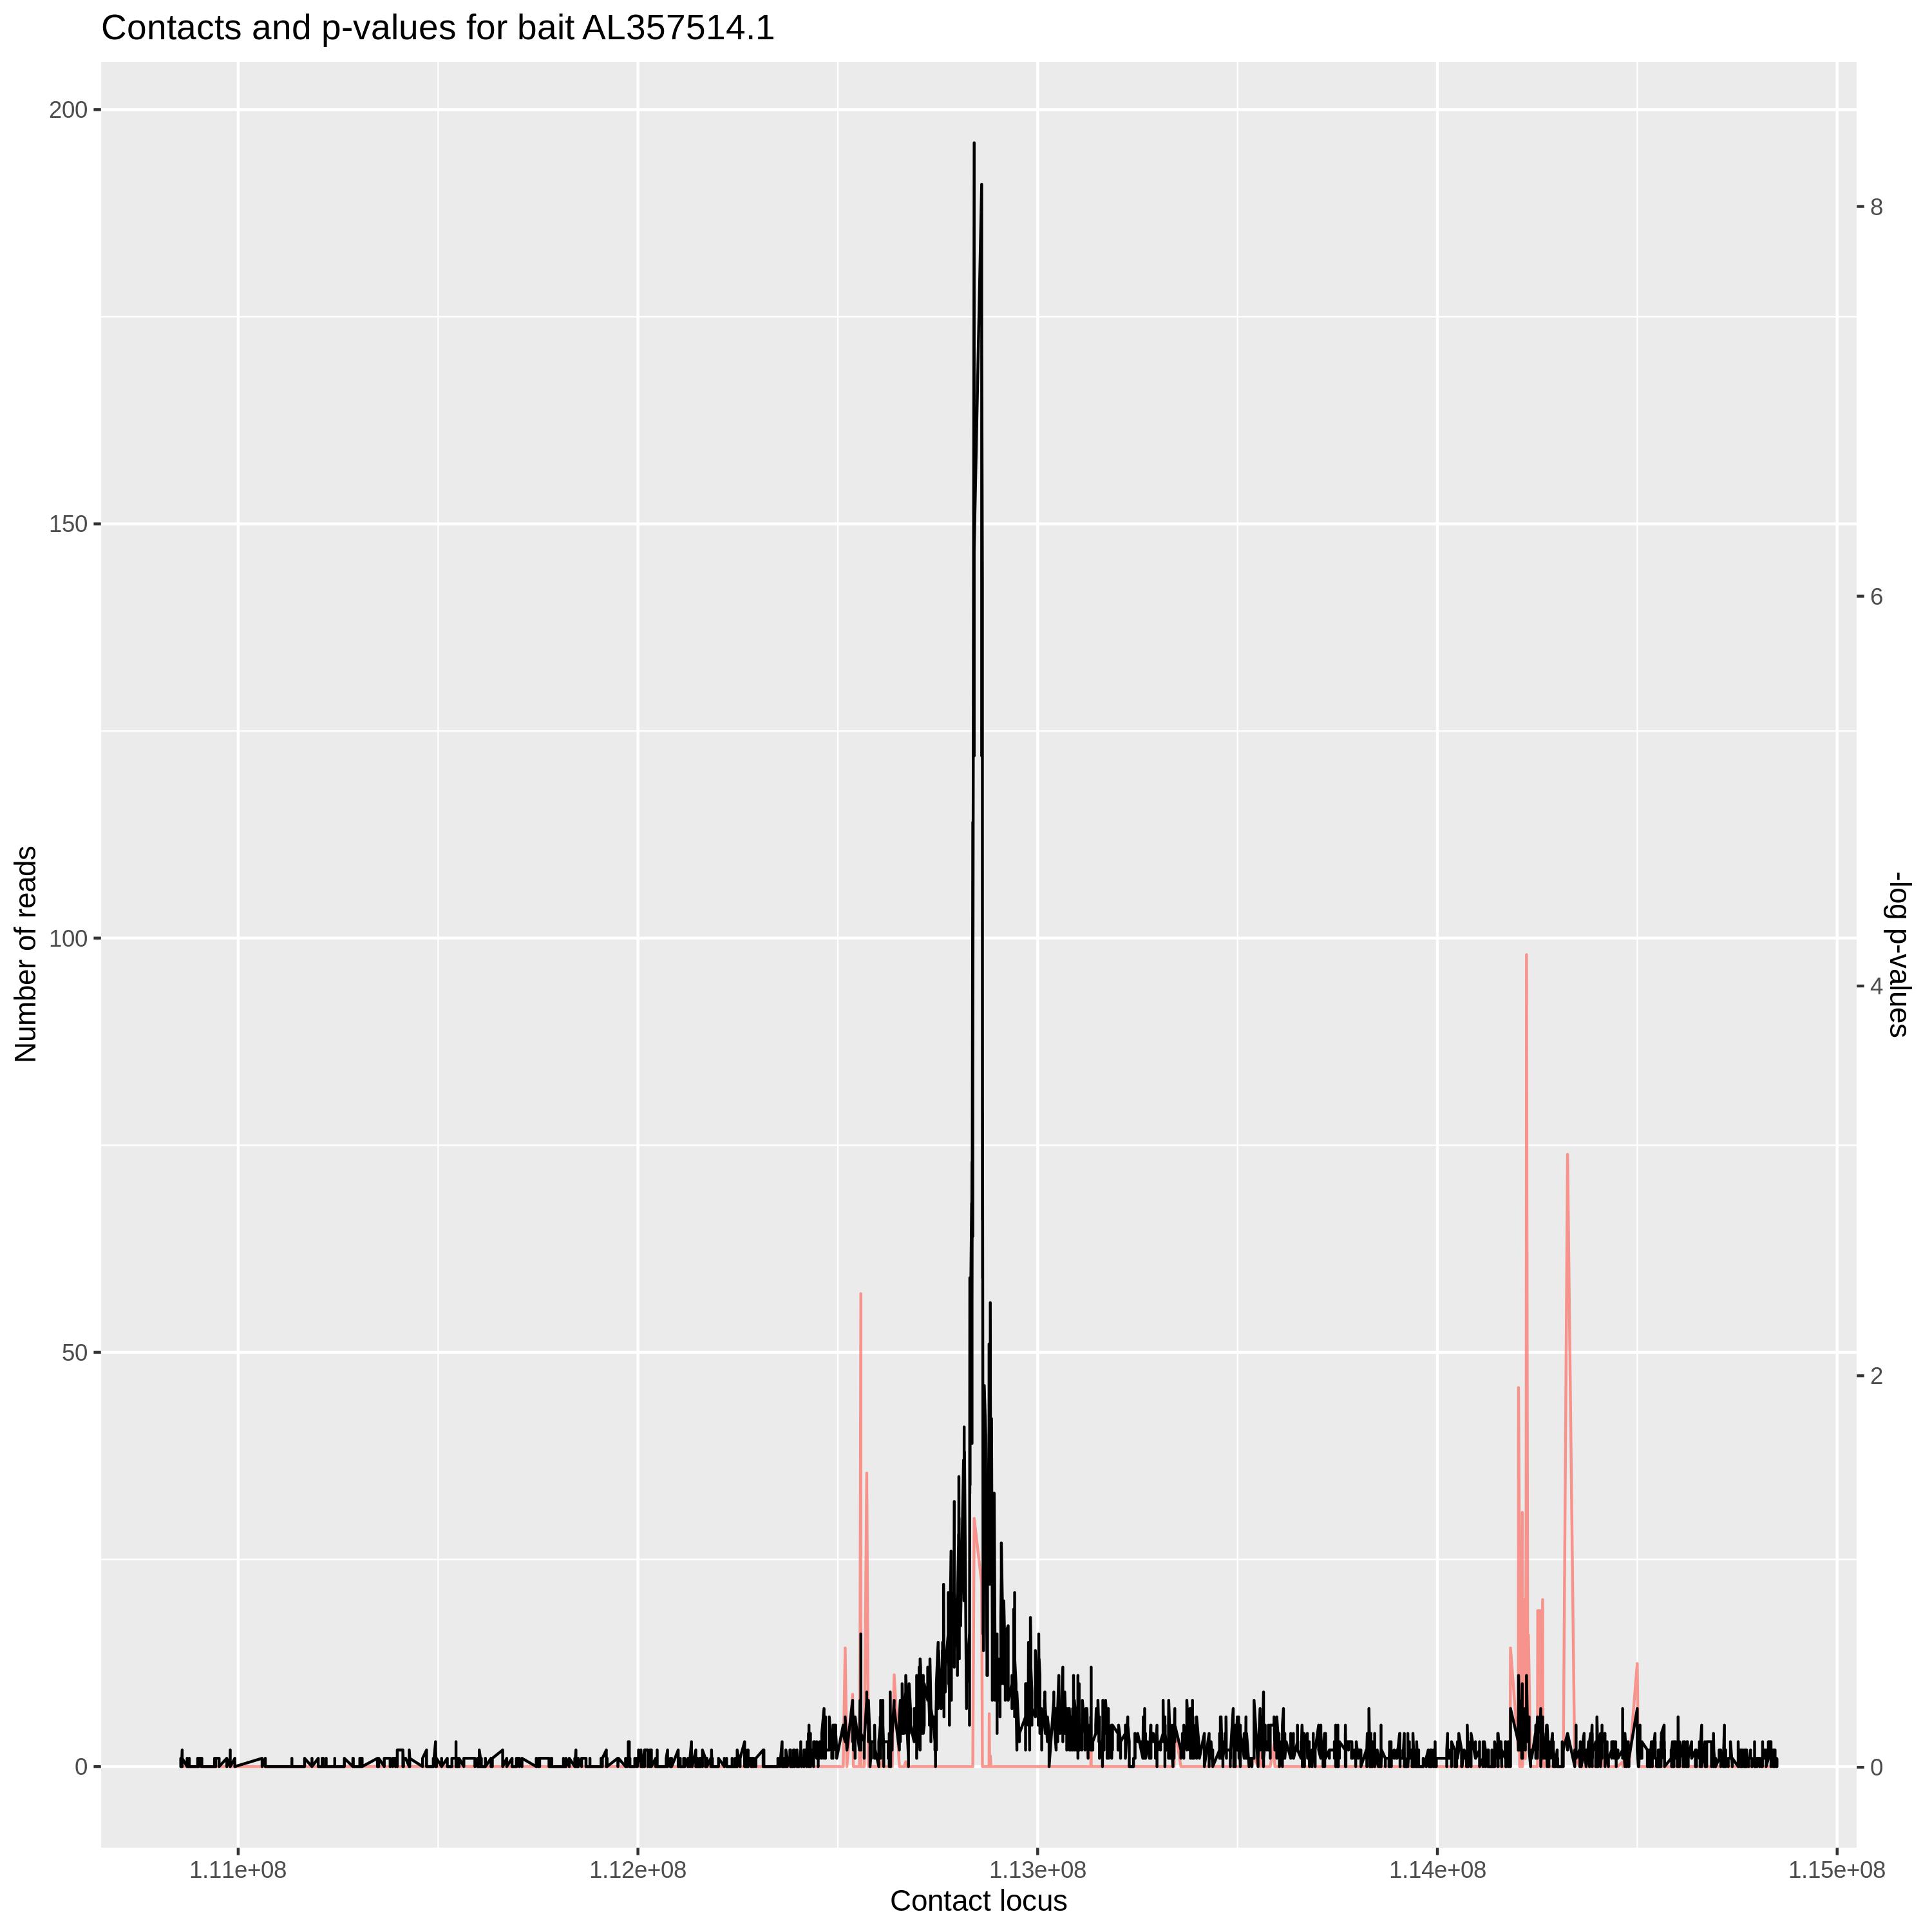 Contacts and p-values for bait AL357514.1
200
150
100
50
0
Number of reads
8
6
4
2
0
-log p-values
1.11e+08
1.12e+08
1.13e+08
1.14e+08
1.15e+08
Contact locus